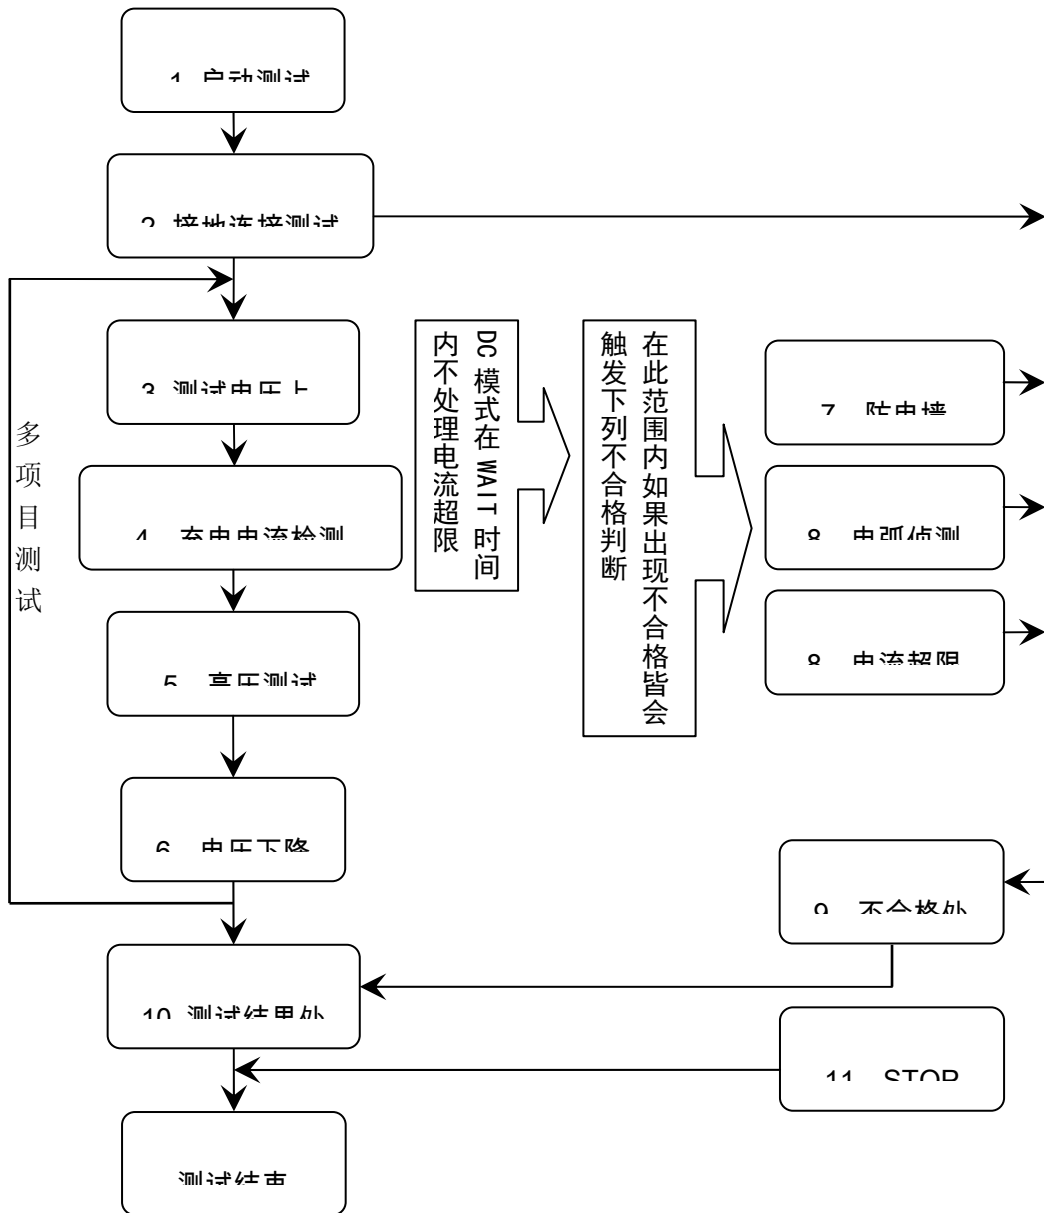 1 启动测试
2 接地连接测试
3 测试电压上
4 充电电流检测
5 高压测试
6 电压下降
多项目测试
DC 模式在 WAIT 时间
内不处理电流超限
在此范围内如果出现不合格皆会
触发下列不合格判断
7 防电墙
8 电弧侦测
8 电流超限
9 不合格处
10 测试结果处
11 STOP
测试结束